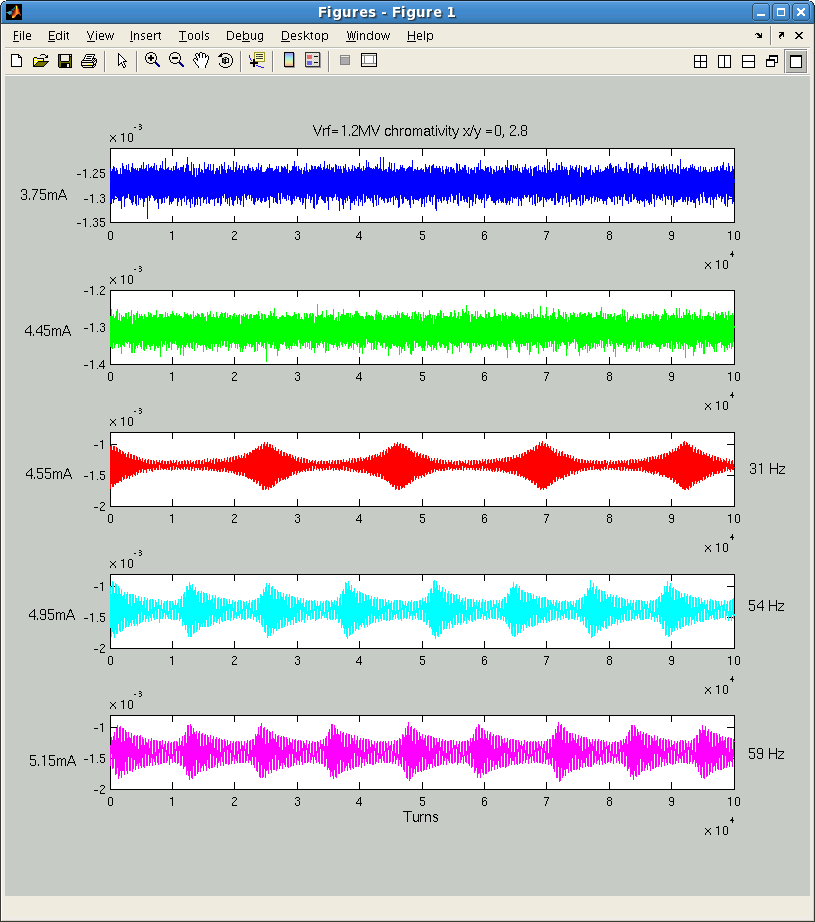 Figures - Figure 1
File Edit View Insert Tools Debug Desktop Window Help
Vrf=1.2MV chromativity x/y =0, 2.8
× 10 -3
3.75mA
-1.25
-1.3
-1.35
0 1 2 3 4 5 6 7 8 9 10
× 10 4
× 10 -3
4.45mA
-1.2
-1.3
-1.4
0 1 2 3 4 5 6 7 8 9 10
× 10 4
× 10 -3
4.55mA
-1
-1.5
-2
31 Hz
0 1 2 3 4 5 6 7 8 9 10
× 10 4
× 10 -3
4.95mA
-1
-1.5
-2
54 Hz
0 1 2 3 4 5 6 7 8 9 10
× 10 4
× 10 -3
5.15mA
-1
-1.5
-2
59 Hz
0 1 2 3 4 5 6 7 8 9 10
Turns
× 10 4